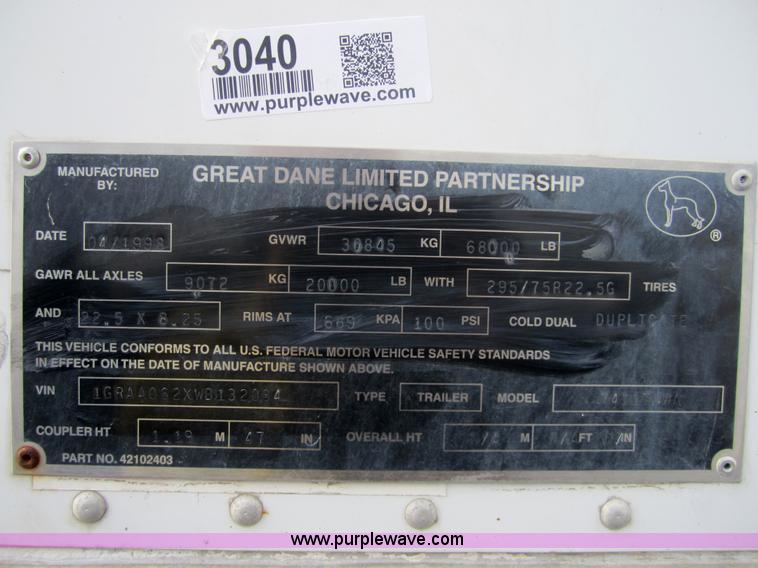 3040
www.purplewave.com
MANUFACTURED BY:
GREAT DANE LIMITED PARTNERSHIP
CHICAGO, IL
®
DATE 04/1998 GVWR 30845 KG 68000 LB
GAWR ALL AXLES 9072 KG 20000 LB WITH 295/75R22.5G TIRES
AND 22.5 X 8.25 RIMS AT 669 KPA 100 PSI COLD DUAL DUPLICATE
THIS VEHICLE CONFORMS TO ALL U.S. FEDERAL MOTOR VEHICLE SAFETY STANDARDS
IN EFFECT ON THE DATE OF MANUFACTURE SHOWN ABOVE.
VIN TYPE TRAILER MODEL
COUPLER HT 1.19 M 47 IN OVERALL HT M FT IN
PART NO. 42102403
www.purplewave.com